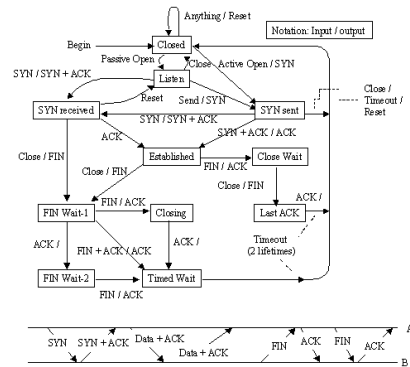 Anything / Reset
Notation: Input / output
Begin
Closed
Passive Open
Close
Active Open / SYN
Listen
SYN / SYN + ACK
Reset
Send / SYN
Close /
Timeout /
Reset
SYN received
SYN sent
SYN / SYN + ACK
ACK
SYN + ACK / ACK
Established
Close Wait
Close / FIN
FIN / ACK
Close / FIN
Close / FIN
FIN Wait-1
FIN / ACK
Closing
Last ACK
ACK /
ACK /
FIN + ACK / ACK
ACK /
Timeout
(2 lifetimes)
FIN Wait-2
Timed Wait
FIN / ACK
A
SYN
SYN + ACK
Data + ACK
Data + ACK
FIN
ACK
FIN
ACK
B